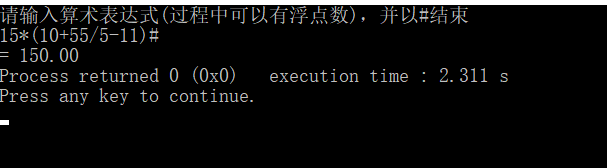 请输入算术表达式(过程中可以有浮点数)，并以#结束
15*(10+55/5-11)#
= 150.00
Process returned 0 (0x0)   execution time : 2.311 s
Press any key to continue.